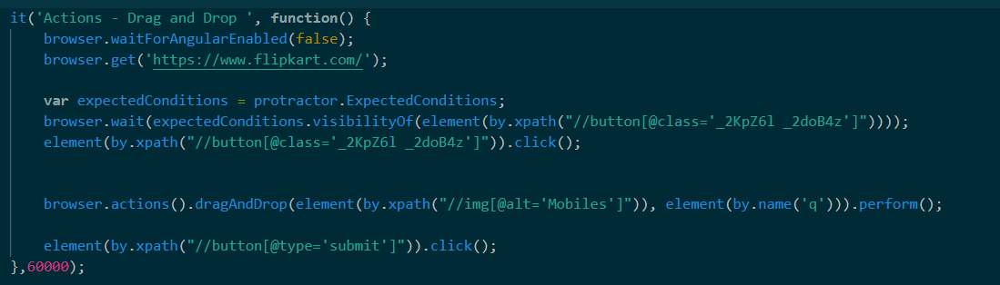 it('Actions - Drag and Drop ', function() {
browser.waitForAngularEnabled(false);
browser.get('https://www.flipkart.com/');
var expectedConditions = protractor.ExpectedConditions;
browser.wait(expectedConditions.visibilityOf(element(by.xpath("//button[@class='_2KpZ6l _2doB4z']"))));
element(by.xpath("//button[@class='_2KpZ6l _2doB4z']")).click();
browser.actions().dragAndDrop(element(by.xpath("//img[@alt='Mobiles']")), element(by.name('q'))).perform();
element(by.xpath("//button[@type='submit']")).click();
},60000);